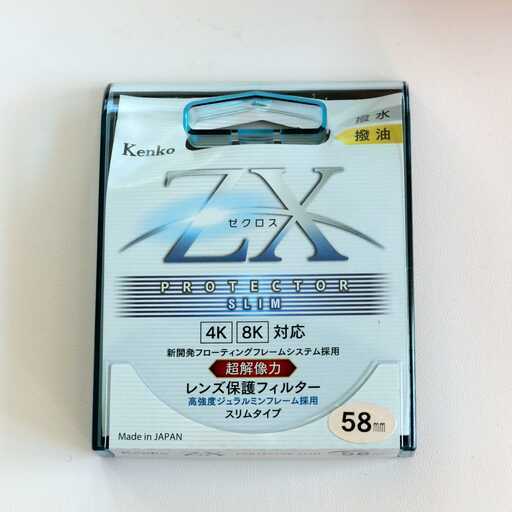 撥水
撥油
Kenko
ZX
ゼクロス
PROTECTOR
SLIM
4K 8K 対応
新開発フローティングフレームシステム採用
超解像力
レンズ保護フィルター
高強度ジュラルミンフレーム採用
スリムタイプ
58mm
Made in JAPAN
Kenko ZX